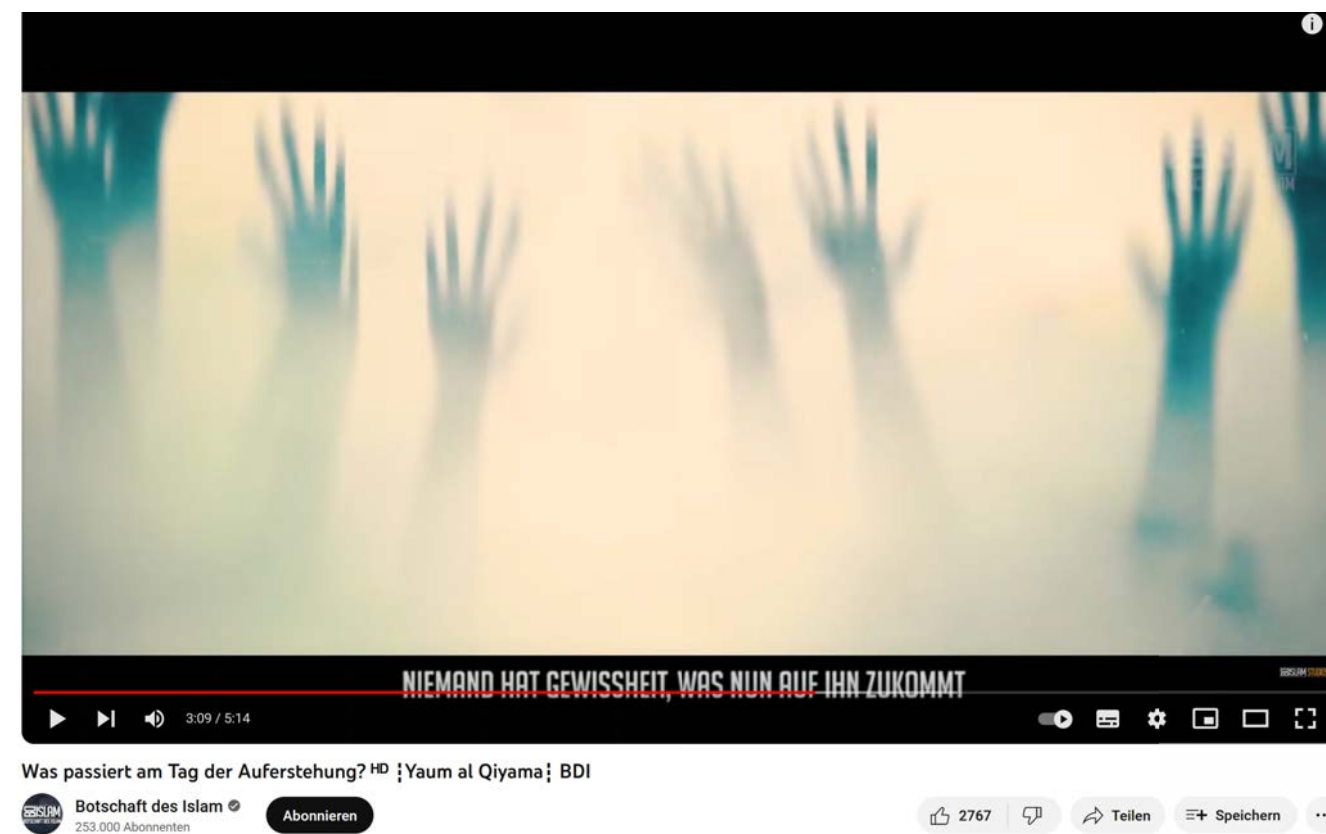 NIEMAND HAT GEWISSHEIT, WAS NUN AUF IHN ZUKOMMT
3:09 / 5:14
Was passiert am Tag der Auferstehung? ᴴᴰ ┇Yaum al Qiyama┇ BDI
Botschaft des Islam
253.000 Abonnenten
Abonnieren
2767
Teilen
Speichern